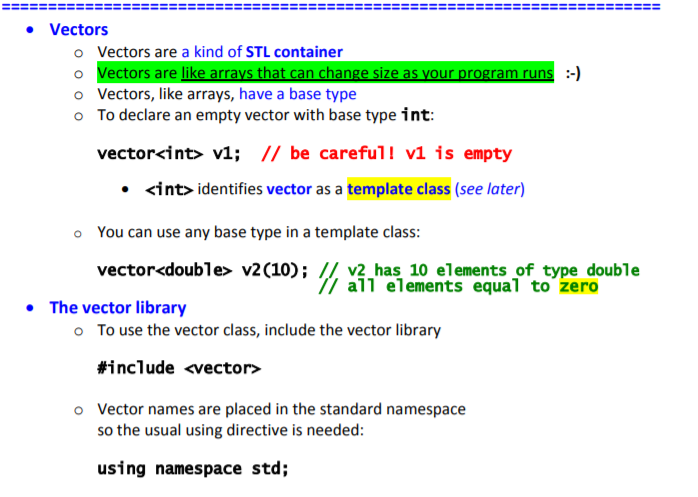 ================================================================================
• Vectors
o Vectors are a kind of STL container
o Vectors are like arrays that can change size as your program runs :-)
o Vectors, like arrays, have a base type
o To declare an empty vector with base type int:
vector<int> v1; // be careful! v1 is empty
• <int> identifies vector as a template class (see later)
o You can use any base type in a template class:
vector<double> v2(10); // v2 has 10 elements of type double
// all elements equal to zero
• The vector library
o To use the vector class, include the vector library
#include <vector>
o Vector names are placed in the standard namespace
so the usual using directive is needed:
using namespace std;